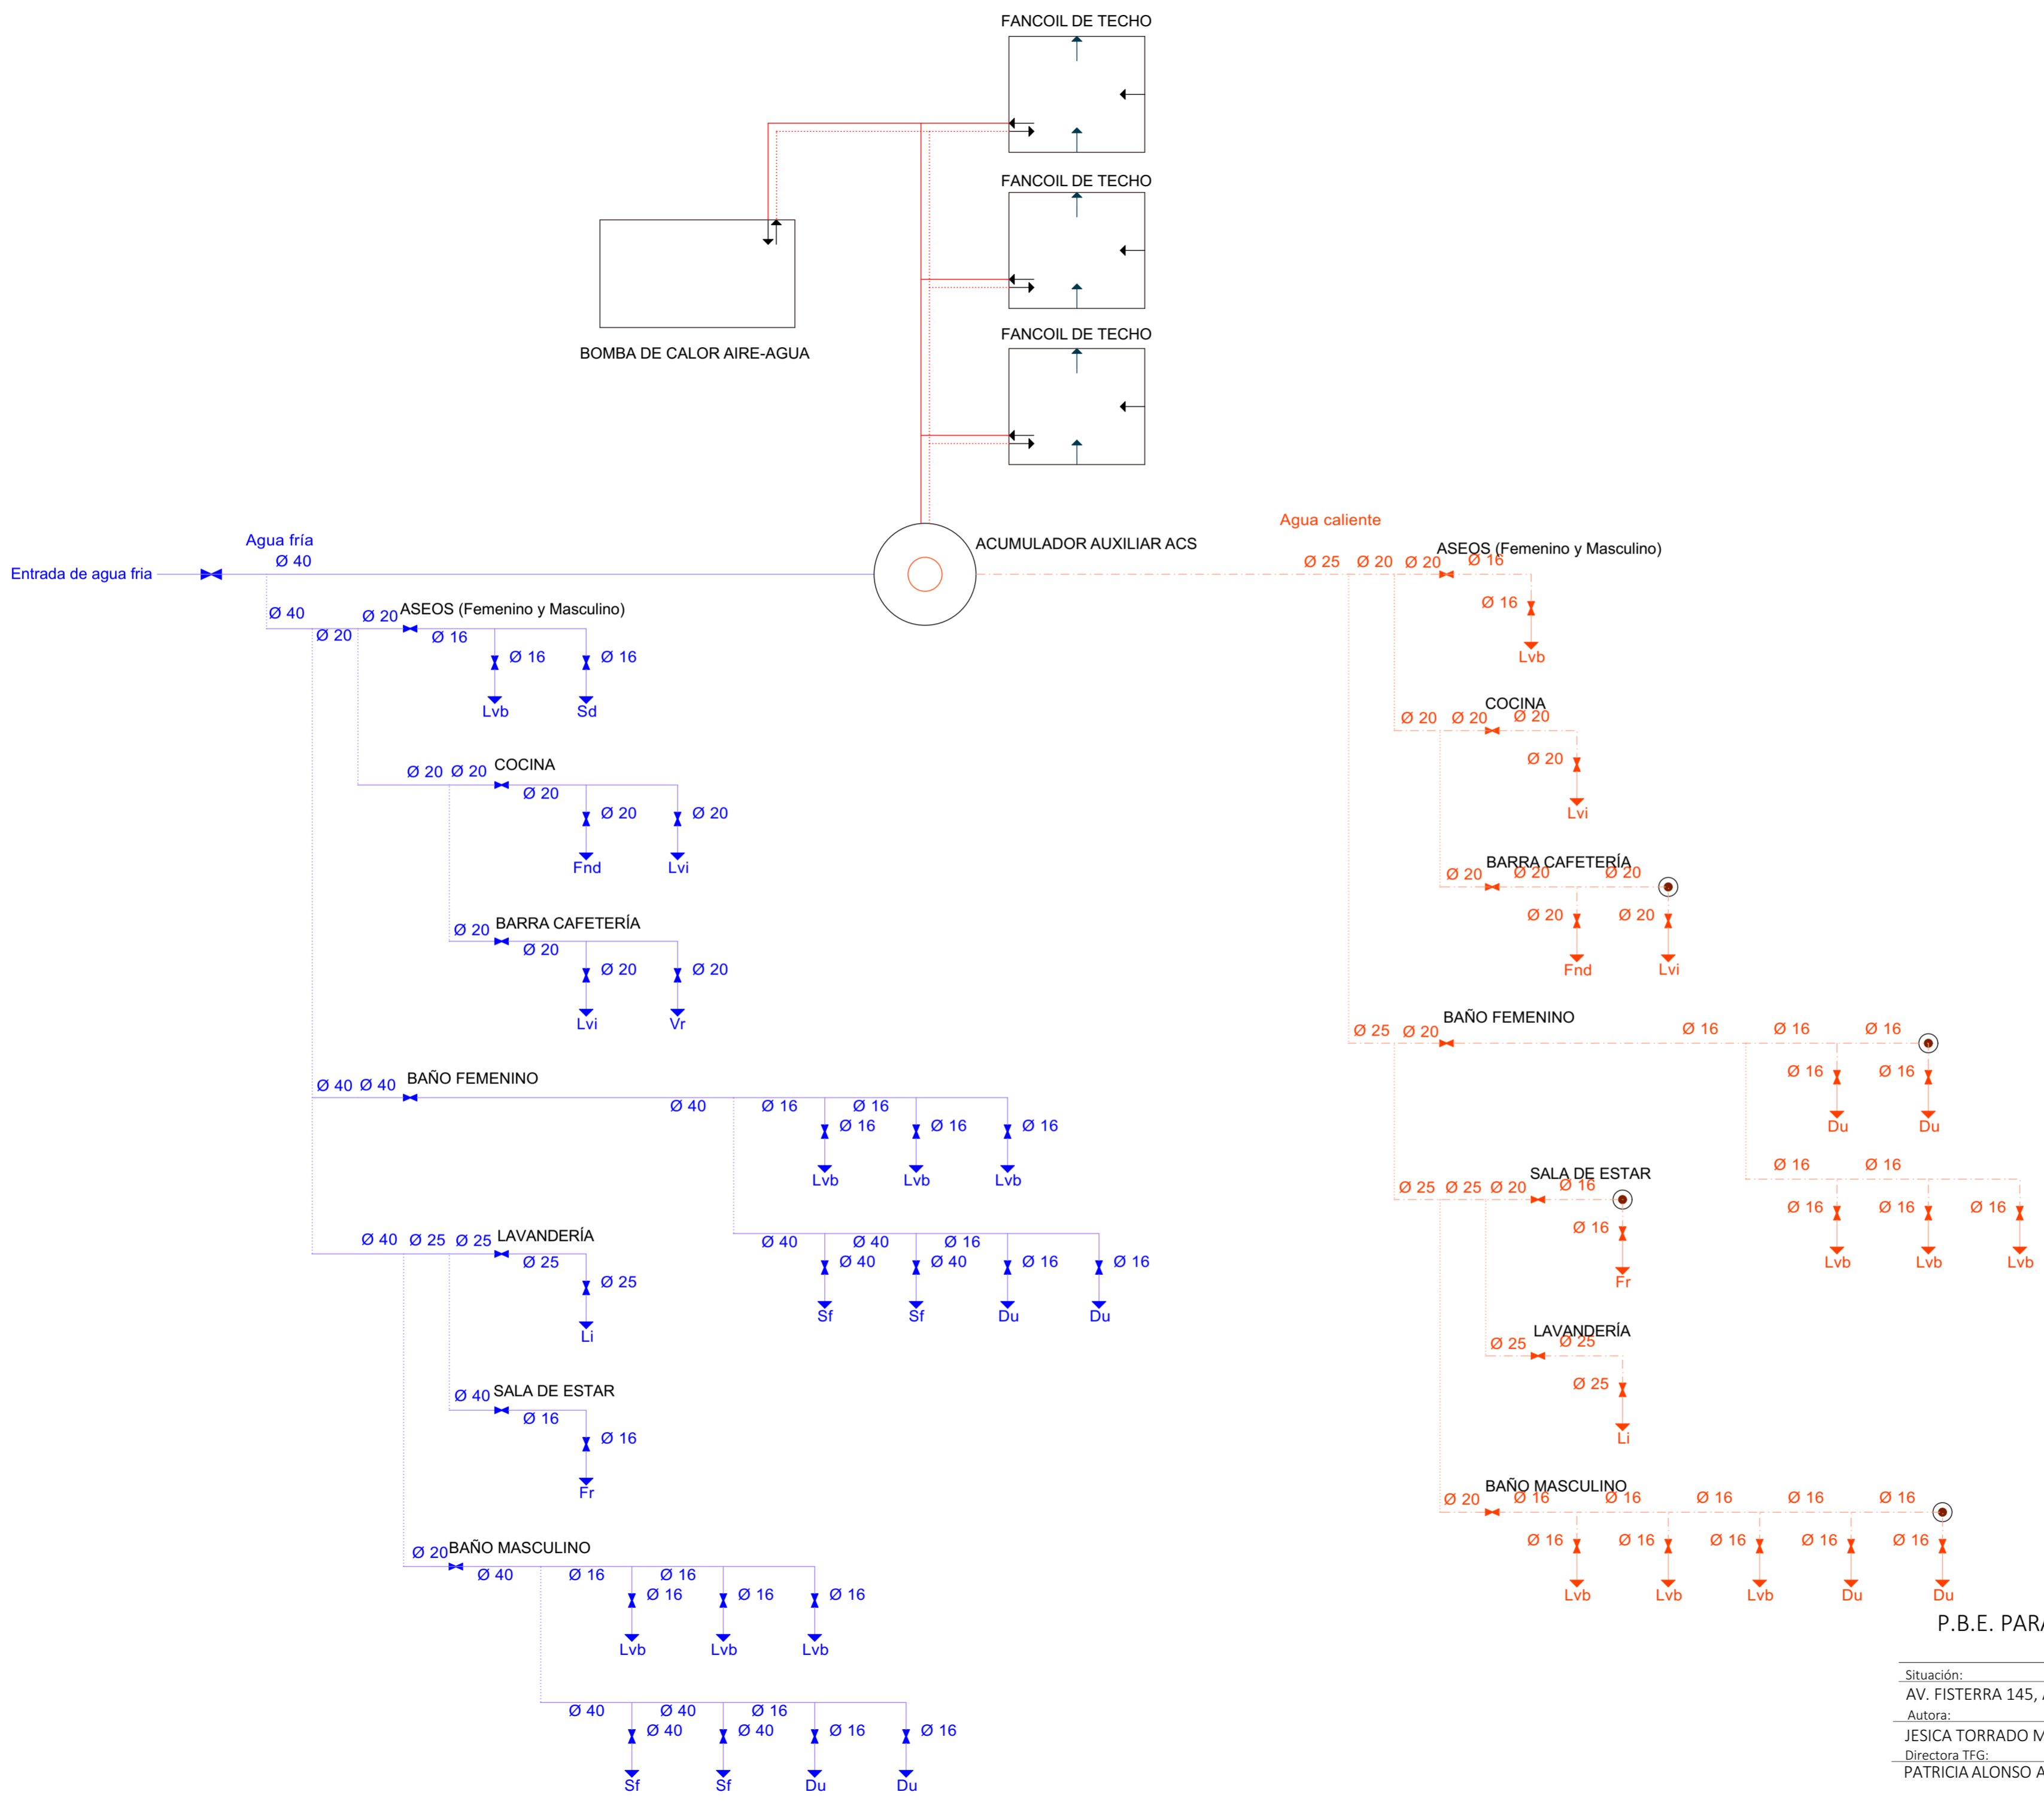 FANCOIL DE TECHO
FANCOIL DE TECHO
FANCOIL DE TECHO
BOMBA DE CALOR AIRE-AGUA
ACUMULADOR AUXILIAR ACS
Entrada de agua fria
Agua fría
Ø 40
Ø 40
Ø 20
Ø 20
ASEOS (Femenino y Masculino)
Ø 16
Ø 16
Ø 16
Lvb
Sd
Ø 20
Ø 20
COCINA
Ø 20
Ø 20
Ø 20
Fnd
Lvi
Ø 20
BARRA CAFETERÍA
Ø 20
Ø 20
Ø 20
Lvi
Vr
Ø 40
Ø 40
BAÑO FEMENINO
Ø 40
Ø 16
Ø 16
Ø 16
Ø 16
Ø 16
Lvb
Lvb
Lvb
Ø 40
Ø 40
Ø 16
Ø 40
Ø 40
Ø 16
Ø 16
Sf
Sf
Du
Du
Ø 40
Ø 25
Ø 25
LAVANDERÍA
Ø 25
Ø 25
Li
Ø 40
SALA DE ESTAR
Ø 16
Ø 16
Fr
Ø 20
BAÑO MASCULINO
Ø 40
Ø 16
Ø 16
Ø 16
Ø 16
Ø 16
Lvb
Lvb
Lvb
Ø 40
Ø 40
Ø 16
Ø 40
Ø 40
Ø 16
Ø 16
Sf
Sf
Du
Du
Agua caliente
Ø 25
Ø 20
Ø 20
ASEOS (Femenino y Masculino)
Ø 16
Ø 16
Lvb
Ø 20
Ø 20
COCINA
Ø 20
Ø 20
Lvi
Ø 20
BARRA CAFETERÍA
Ø 20
Ø 20
Ø 20
Ø 20
Fnd
Lvi
Ø 25
Ø 20
BAÑO FEMENINO
Ø 16
Ø 16
Ø 16
Ø 16
Ø 16
Du
Du
Ø 16
Ø 16
Ø 16
Ø 16
Ø 16
Lvb
Lvb
Lvb
Ø 25
Ø 25
Ø 20
SALA DE ESTAR
Ø 16
Ø 16
Fr
Ø 25
LAVANDERÍA
Ø 25
Ø 25
Li
Ø 20
BAÑO MASCULINO
Ø 16
Ø 16
Ø 16
Ø 16
Ø 16
Ø 16
Ø 16
Ø 16
Ø 16
Ø 16
Lvb
Lvb
Lvb
Du
Du
P.B.E. PARA
Situación:
AV. FISTERRA 145,
Autora:
JESICA TORRADO M
Directora TFG:
PATRICIA ALONSO A